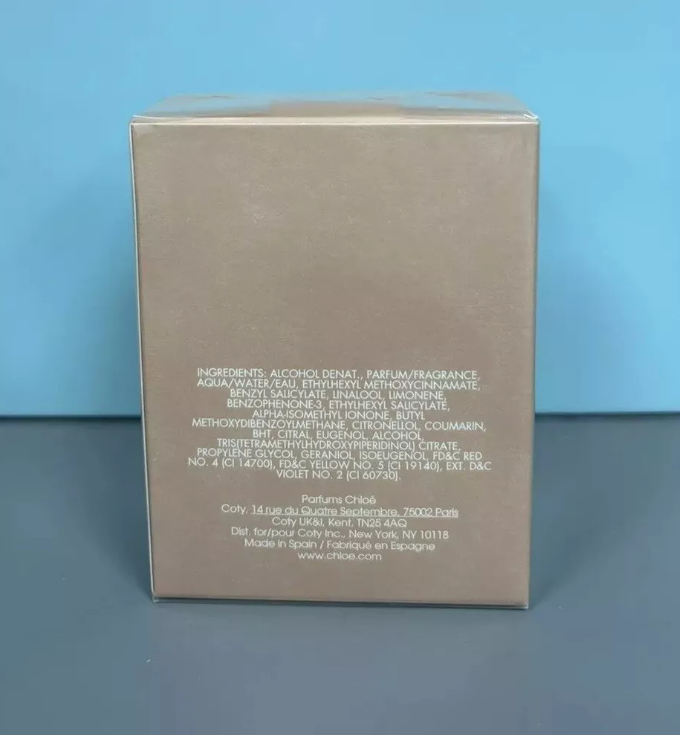 INGREDIENTS: ALCOHOL DENAT., PARFUM/FRAGRANCE,
AQUA/WATER/EAU, ETHYLHEXYL METHOXYCINNAMATE,
BENZYL SALICYLATE, LINALOOL, LIMONENE,
BENZOPHENONE-3, ETHYLHEXYL SALICYLATE,
ALPHA-ISOMETHYL IONONE, BUTYL
METHOXYDIBENZOYLMETHANE, CITRONELLOL, COUMARIN,
BHT, CITRAL, EUGENOL, ALCOHOL,
TRIS(TETRAMETHYLHYDROXYPIPERIDINOL) CITRATE,
PROPYLENE GLYCOL, GERANIOL, ISOEUGENOL, FD&C RED
NO. 4 (CI 14700), FD&C YELLOW NO. 5 (CI 19140), EXT. D&C
VIOLET NO. 2 (CI 60730).
Parfums Chloé
Coty, 14 rue du Quatre Septembre, 75002 Paris
Coty UK&I, Kent, TN25 4AQ
Dist. for/pour Coty Inc., New York, NY 10118
Made in Spain / Fabriqué en Espagne
www.chloe.com